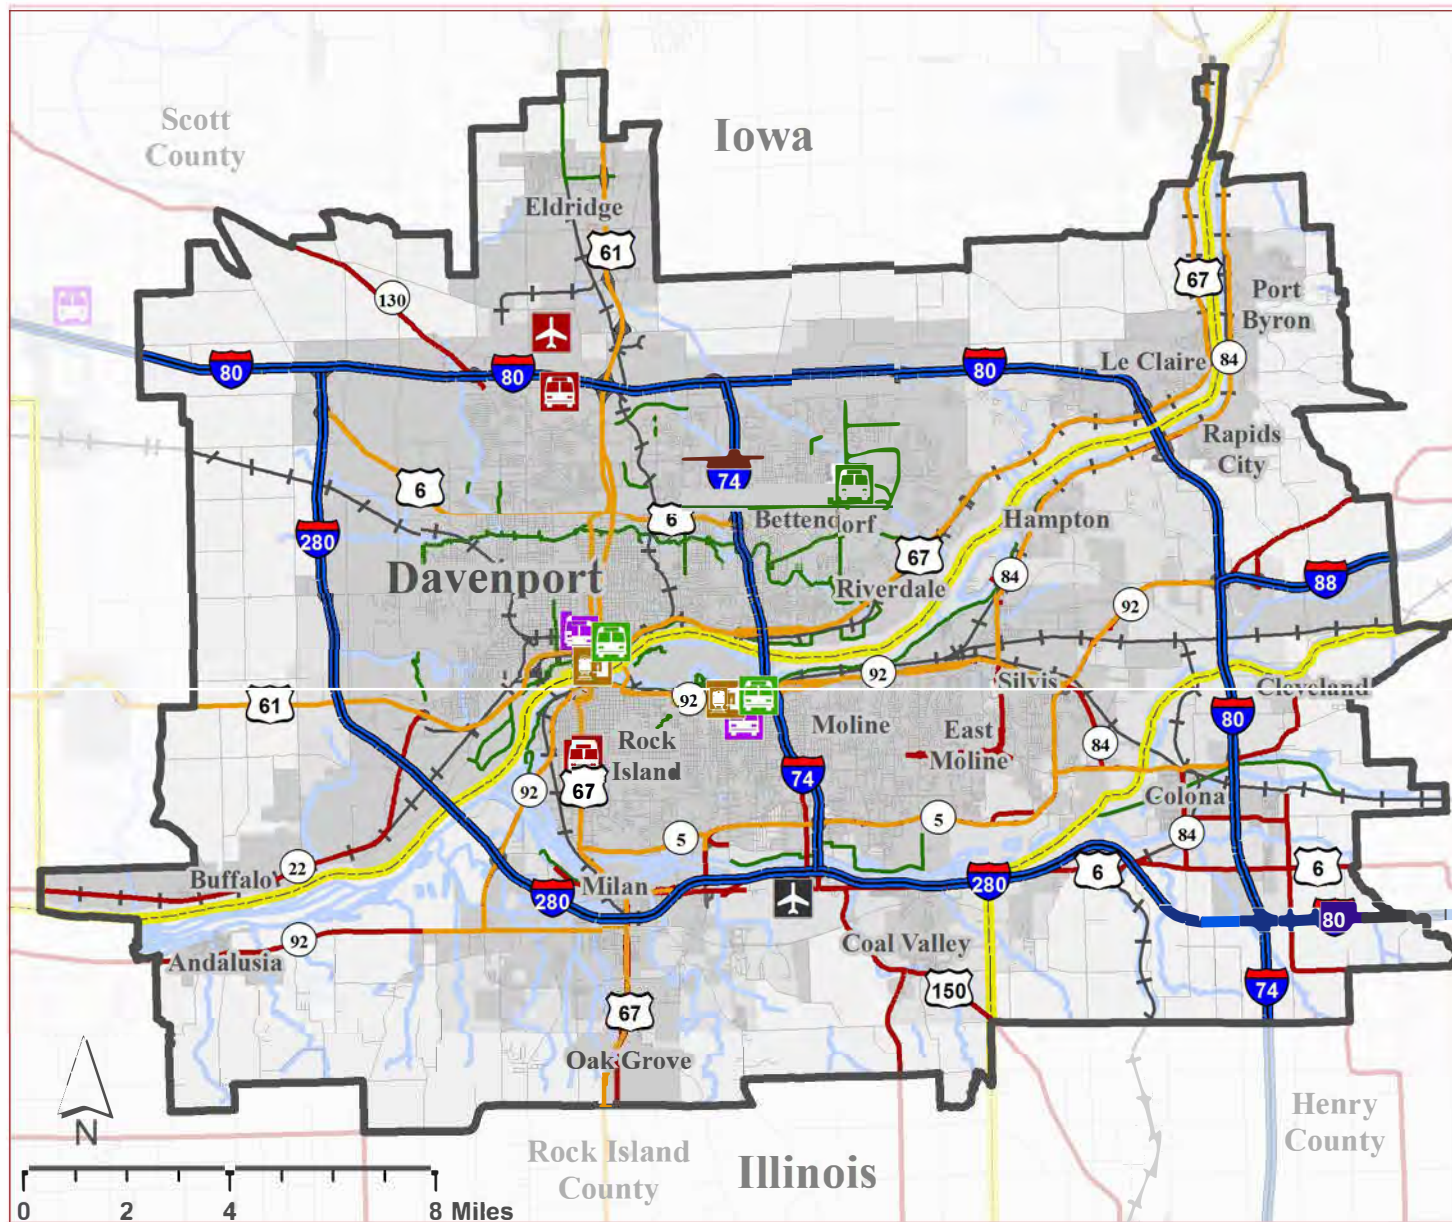 Scott
County
Iowa
Eldridge
61
67
Port
Byron
130
Le Claire
84
80
80
80
Rapids
City
6
74
6
Bettendorf
Hampton
280
67
84
Davenport
Riverdale
88
92
92
Silvis
Cleveland
61
92
Rock
Island
Moline
East
Moline
80
84
67
92
74
Colona
5
5
84
22
Buffalo
Milan
280
280
6
6
80
92
Andalusia
Coal Valley
150
74
67
Oak Grove
N
Rock Island
County
Illinois
Henry
County
0 2 4 8 Miles